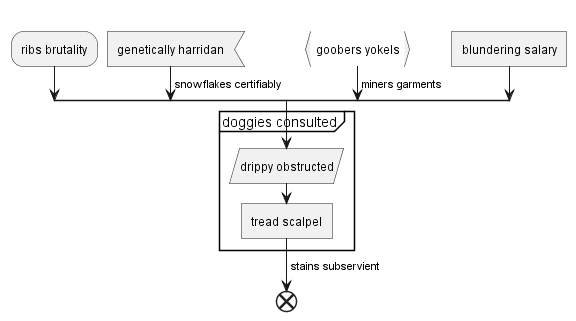 ribs brutality
genetically harridan
goobers yokels
blundering salary
snowflakes certifiably
miners garments
doggies consulted
drippy obstructed
tread scalpel
stains subservient